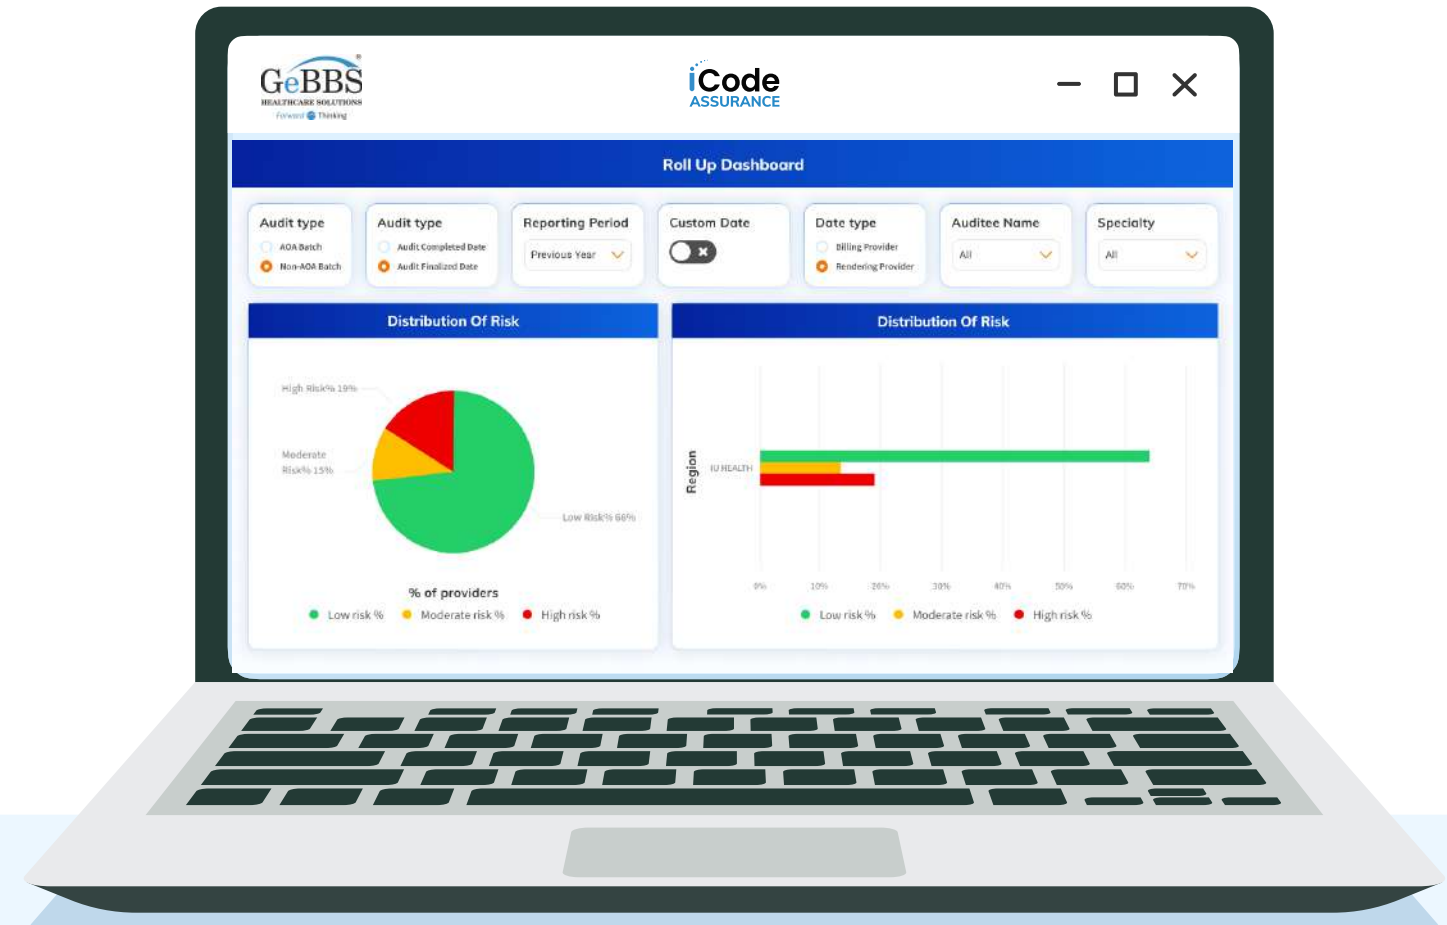 GeBBS
HEALTHCARE SOLUTIONS
Forward Thinking
iCode
ASSURANCE
Roll Up Dashboard
Audit type
AOA Batch
Non-AOA Batch
Audit type
Audit Completed Date
Audit Finalized Date
Reporting Period
Previous Year
Custom Date
Date type
Billing Provider
Rendering Provider
Auditee Name
All
Specialty
All
Distribution Of Risk
High Risk% 19%
Moderate
Risk% 15%
Low Risk% 66%
% of providers
Low risk % Moderate risk % High risk %
Distribution Of Risk
Region
IU HEALTH
0% 10% 20% 30% 40% 50% 60% 70%
Low risk % Moderate risk % High risk %